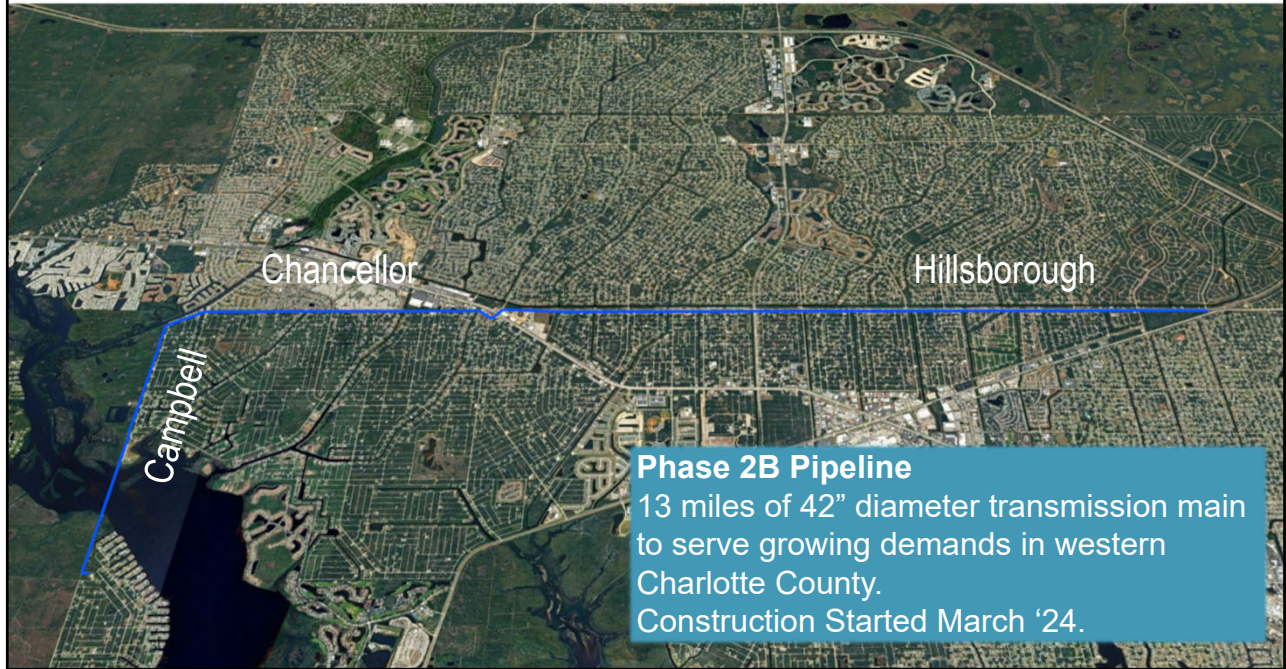 Chancellor
Hillsborough
Campbell
Phase 2B Pipeline
13 miles of 42” diameter transmission main
to serve growing demands in western
Charlotte County.
Construction Started March ‘24.